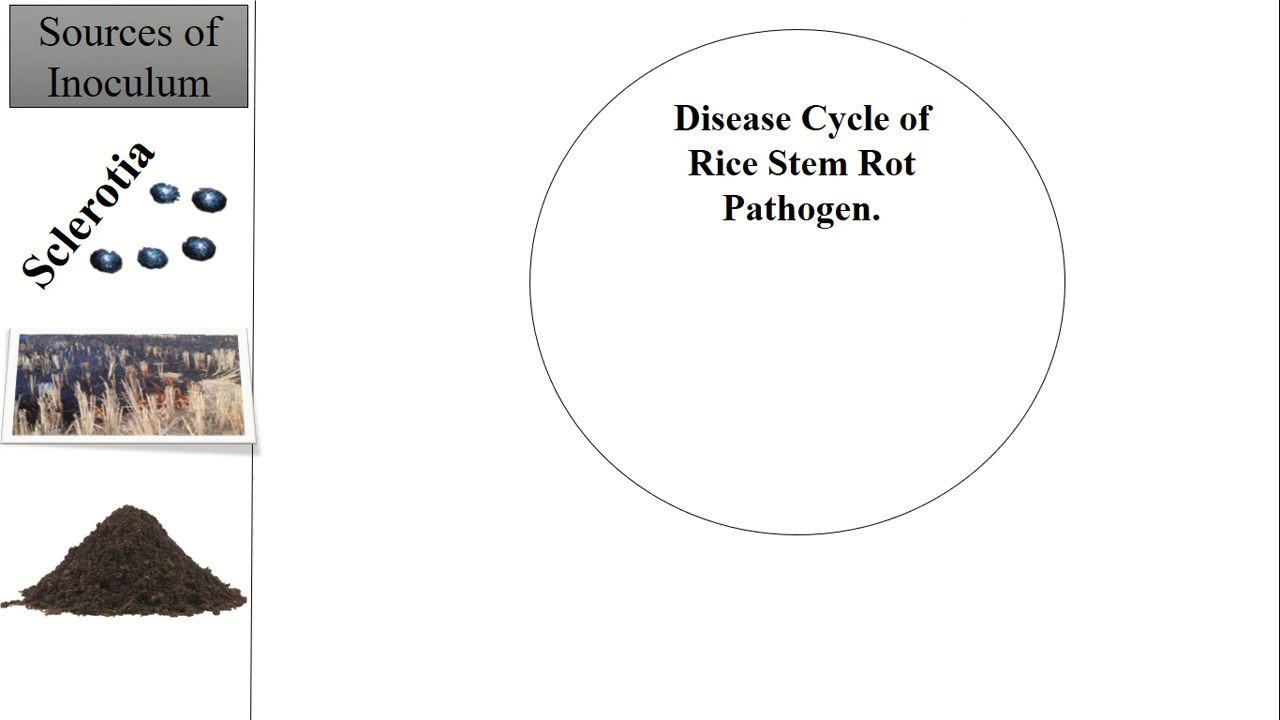 Sources of
Inoculum
Sclerotia
Disease Cycle of
Rice Stem Rot
Pathogen.